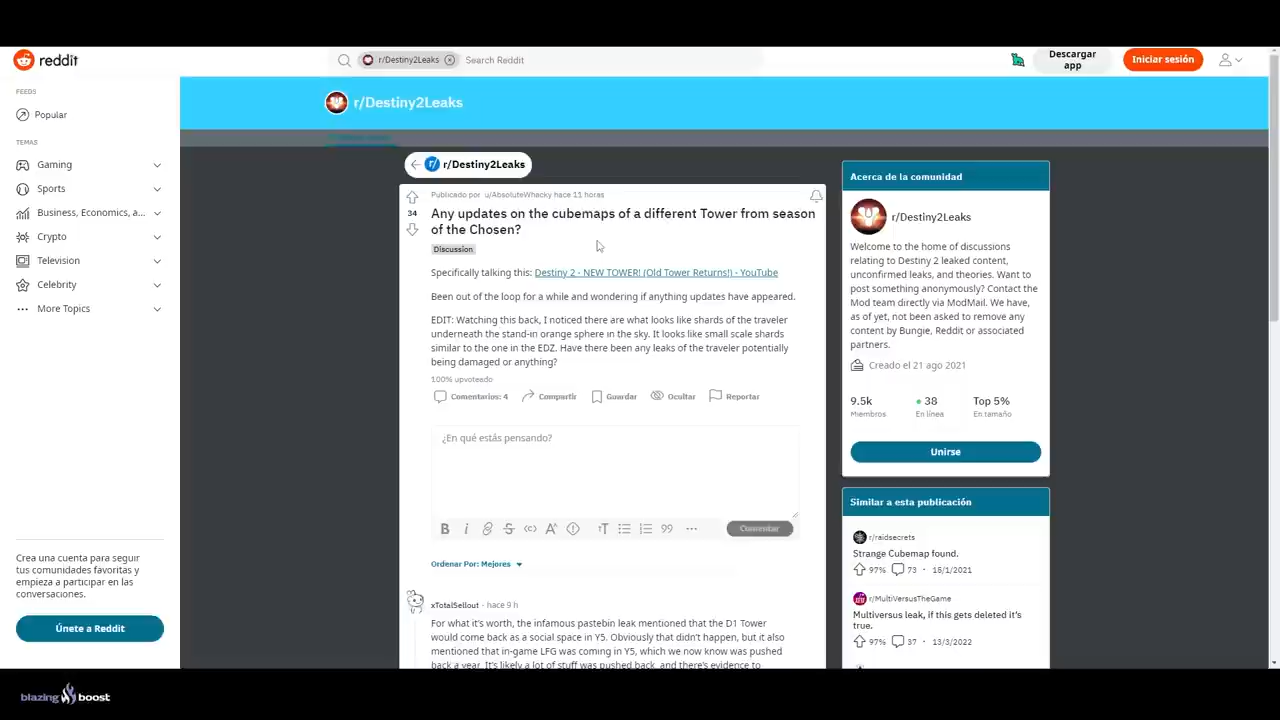 reddit
r/Destiny2Leaks
Search Reddit
Descargar app
Iniciar sesión
FEEDS
Popular
TEMAS
Gaming
Sports
Business, Economics, a...
Crypto
Television
Celebrity
More Topics
Crea una cuenta para seguir
tus comunidades favoritas y
empieza a participar en las
conversaciones.
Únete a Reddit
r/Destiny2Leaks
r/Destiny2Leaks
Publicado por u/AbsoluteWhacky hace 11 horas
34
Any updates on the cubemaps of a different Tower from season
of the Chosen?
Discussion
Specifically talking this: Destiny 2 - NEW TOWER! (Old Tower Returns!) - YouTube
Been out of the loop for a while and wondering if anything updates have appeared.
EDIT: Watching this back, I noticed there are what looks like shards of the traveler
underneath the stand-in orange sphere in the sky. It looks like small scale shards
similar to the one in the EDZ. Have there been any leaks of the traveler potentially
being damaged or anything?
100% upvoteado
Comentarios: 4 Compartir Guardar Ocultar Reportar
¿En qué estás pensando?
Comentar
Ordenar Por: Mejores
xTotalSellout · hace 9 h
For what it's worth, the infamous pastebin leak mentioned that the D1 Tower
would come back as a social space in Y5. Obviously that didn't happen, but it also
mentioned that in-game LFG was coming in Y5, which we now know was pushed
back a year. It's likely a lot of stuff was pushed back, and there's evidence to
Acerca de la comunidad
r/Destiny2Leaks
Welcome to the home of discussions
relating to Destiny 2 leaked content,
unconfirmed leaks, and theories. Want to
post something anonymously? Contact the
Mod team directly via ModMail. We have,
as of yet, not been asked to remove any
content by Bungie, Reddit or associated
partners.
Creado el 21 ago 2021
9.5k 38 Top 5%
Miembros En línea En tamaño
Unirse
Similar a esta publicación
r/raidsecrets
Strange Cubemap found.
97% 73 · 15/1/2021
r/MultiVersusTheGame
Multiversus leak, if this gets deleted it's
true.
97% 37 · 13/3/2022
blazing boost